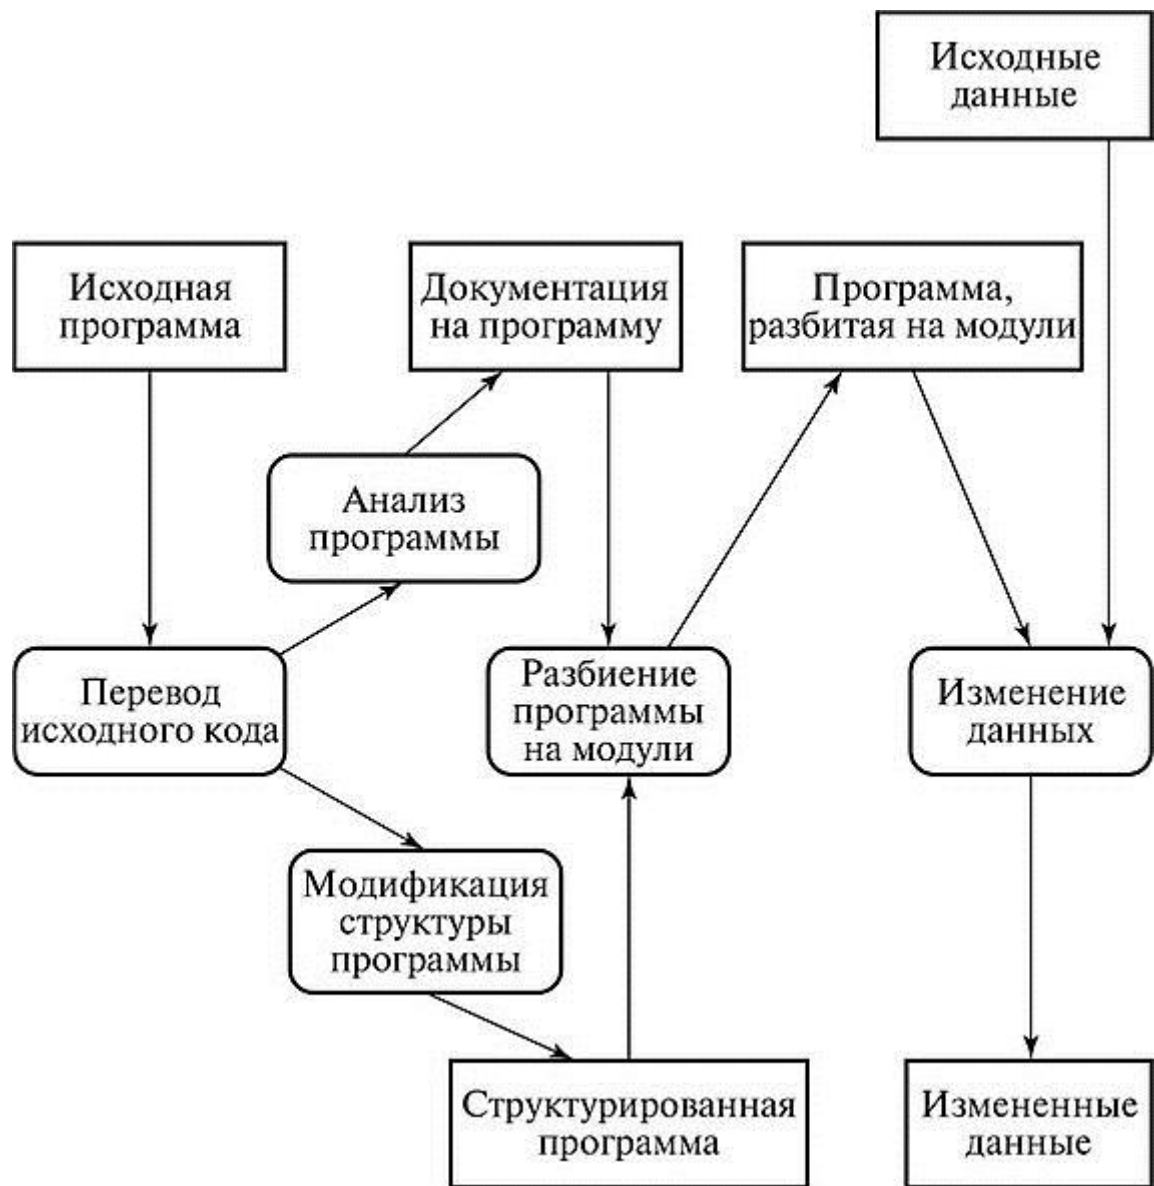 Исходные
данные
Исходная
программа
Документация
на программу
Программа,
разбитая на модули
Анализ
программы
Перевод
исходного кода
Разбиение
программы
на модули
Изменение
данных
Модификация
структуры
программы
Структурированная
программа
Измененные
данные